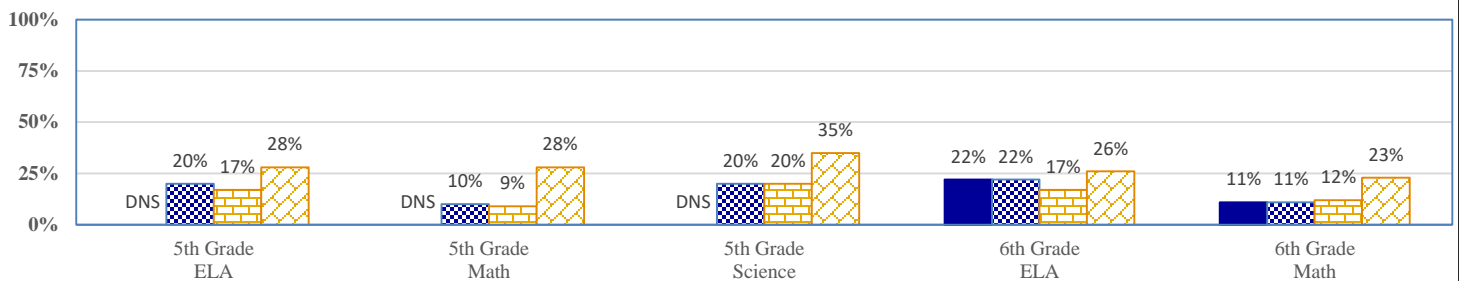 100%
75%
50%
25%
0%
DNS 20% 17% 28%
DNS 10% 9% 28%
DNS 20% 20% 35%
22% 22% 17% 26%
11% 11% 12% 23%
5th Grade
ELA
5th Grade
Math
5th Grade
Science
6th Grade
ELA
6th Grade
Math